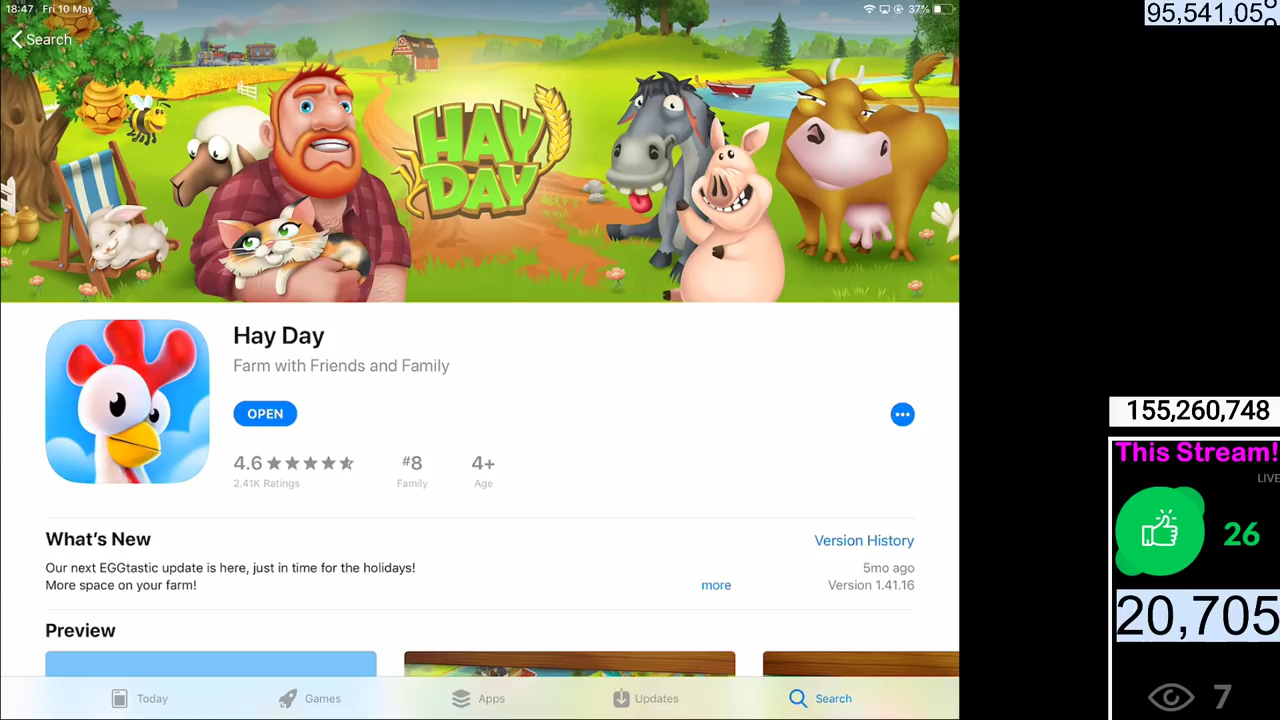 18:47 Fri 10 May
37%
Search
HAY
DAY
Hay Day
Farm with Friends and Family
OPEN
4.6
2.41K Ratings
#8
Family
4+
Age
What's New
Version History
Our next EGGtastic update is here, just in time for the holidays!
5mo ago
More space on your farm!
more
Version 1.41.16
Preview
Today
Games
Apps
Updates
Search
155,260,748
This Stream!
LIVE
26
20,705
7